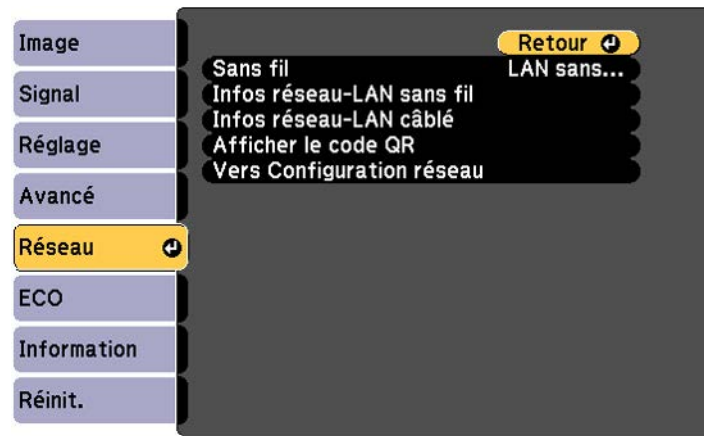 Image
Signal
Réglage
Avancé
Réseau
ECO
Information
Réinit.
Retour
Sans fil LAN sans...
Infos réseau-LAN sans fil
Infos réseau-LAN câblé
Afficher le code QR
Vers Configuration réseau